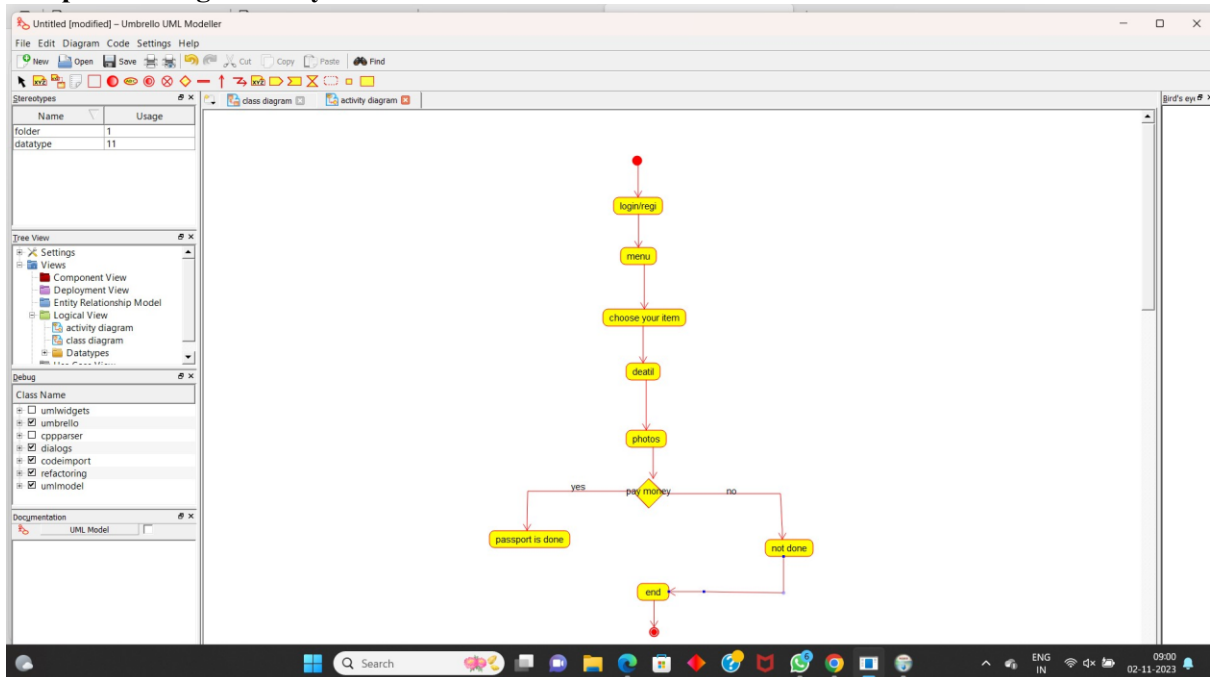 Untitled [modified] – Umbrello UML Modeller
File Edit Diagram Code Settings Help
New Open Save Cut Copy Paste Find
Stereotypes
class diagram
activity diagram
Name Usage
folder 1
datatype 11
Tree View
Settings
Views
Component View
Deployment View
Entity Relationship Model
Logical View
activity diagram
class diagram
Datatypes
Debug
Class Name
umlwidgets
umbrello
cppparser
dialogs
codeimport
refactoring
umlmodel
Documentation
UML Model
login/regi
menu
choose your item
deatil
photos
yes
pay money
no
passport is done
not done
end
Search
ENG
IN
09:00
02-11-2023